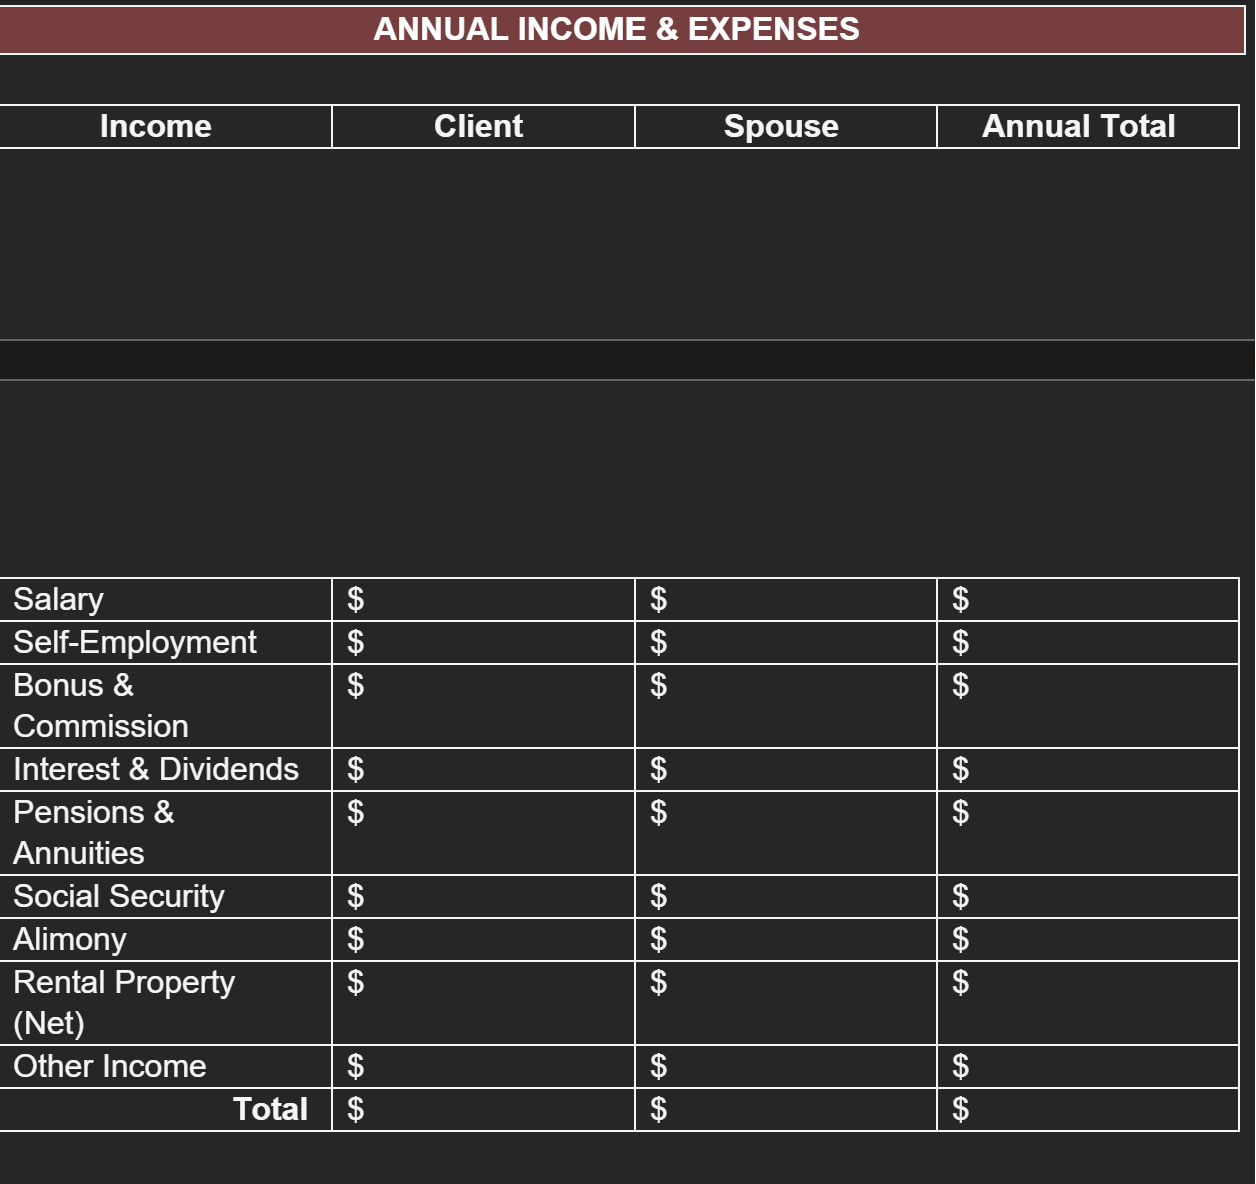 ANNUAL INCOME & EXPENSES
Income Client Spouse Annual Total
Salary $ $ $
Self-Employment $ $ $
Bonus & $ $ $
Commission
Interest & Dividends $ $ $
Pensions & $ $ $
Annuities
Social Security $ $ $
Alimony $ $ $
Rental Property $ $ $
(Net)
Other Income $ $ $
Total $ $ $